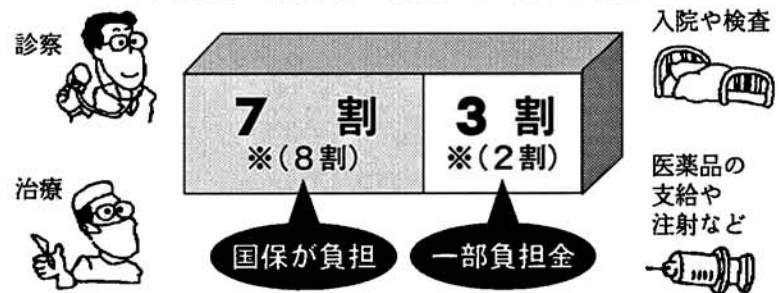 診察
入院や検査
7 割
※(8割)
3 割
※(2割)
治療
医薬品の
支給や
注射など
国保が負担
一部負担金